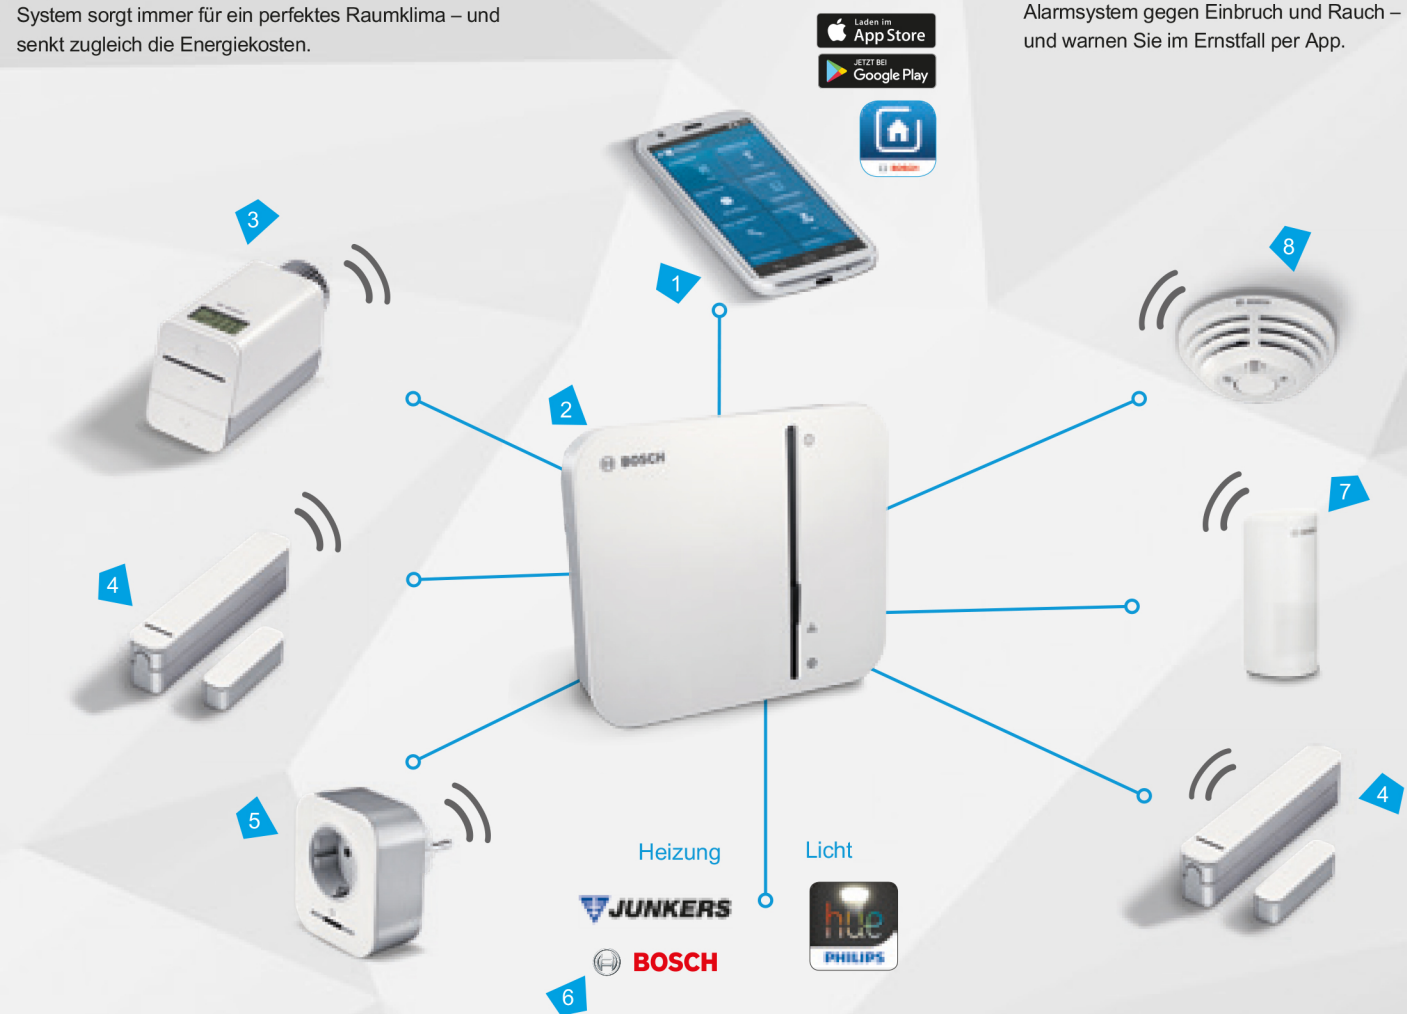 System sorgt immer für ein perfektes Raumklima – und
senkt zugleich die Energiekosten.
Alarmsystem gegen Einbruch und Rauch –
und warnen Sie im Ernstfall per App.
Laden im
App Store
JETZT BEI
Google Play
BOSCH
1
2
3
8
BOSCH
BOSCH
7
4
5
4
Heizung
Licht
JUNKERS
BOSCH
hue
PHILIPS
6